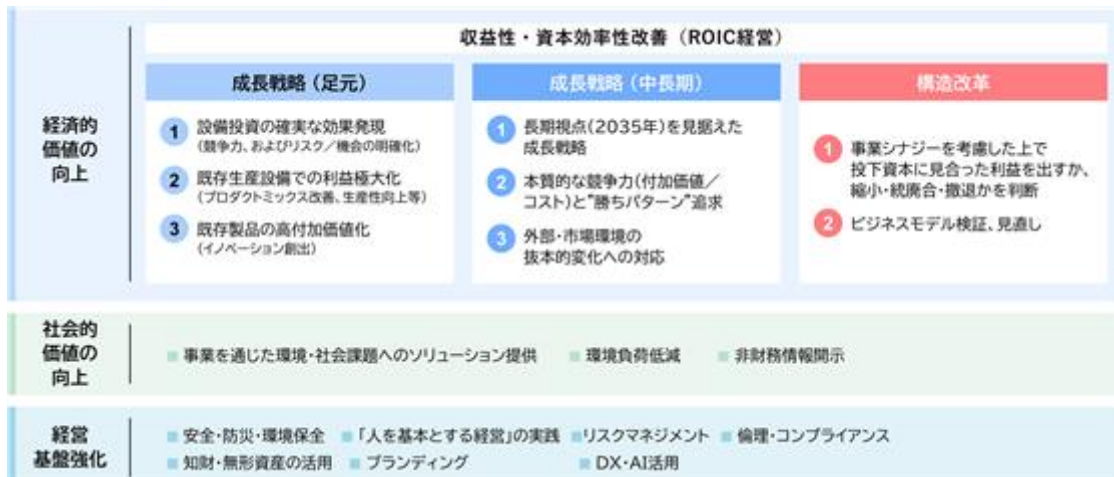 収益性・資本効率性改善（ROIC経営）
経済的
価値の
向上
成長戦略（足元）
1 設備投資の確実な効果発現
（競争力、およびリスク／機会の明確化）
2 既存生産設備での利益極大化
（プロダクトミックス改善、生産性向上等）
3 既存製品の高付加価値化
（イノベーション創出）
成長戦略（中長期）
1 長期視点（2035年）を見据えた
成長戦略
2 本質的な競争力（付加価値／
コスト）と“勝ちパターン”追求
3 外部・市場環境の
抜本的変化への対応
構造改革
1 事業シナジーを考慮した上で
投下資本に見合った利益を出すか、
縮小・統廃合・撤退かを判断
2 ビジネスモデル検証、見直し
社会的
価値の
向上
事業を通じた環境・社会課題へのソリューション提供 環境負荷低減 非財務情報開示
経営
基盤強化
安全・防災・環境保全 「人を基本とする経営」の実践 リスクマネジメント 倫理・コンプライアンス
知財・無形資産の活用 ブランディング DX・AI活用